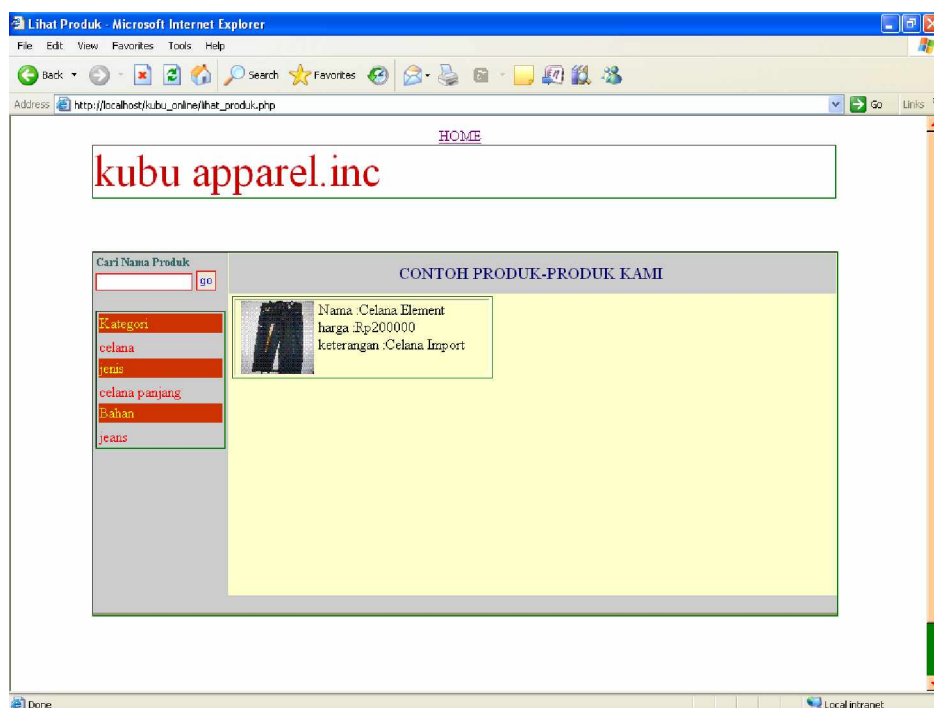 Lihat Produk - Microsoft Internet Explorer
File Edit View Favorites Tools Help
Back Search Favorites
Address http://localhost/kubu_online/lihat_produk.php Go Links
HOME
kubu apparel.inc
Cari Nama Produk
go
CONTOH PRODUK-PRODUK KAMI
Kategori
celana
jenis
celana panjang
Bahan
jeans
Nama :Celana Element
harga :Rp200000
keterangan :Celana Import
Done Local intranet